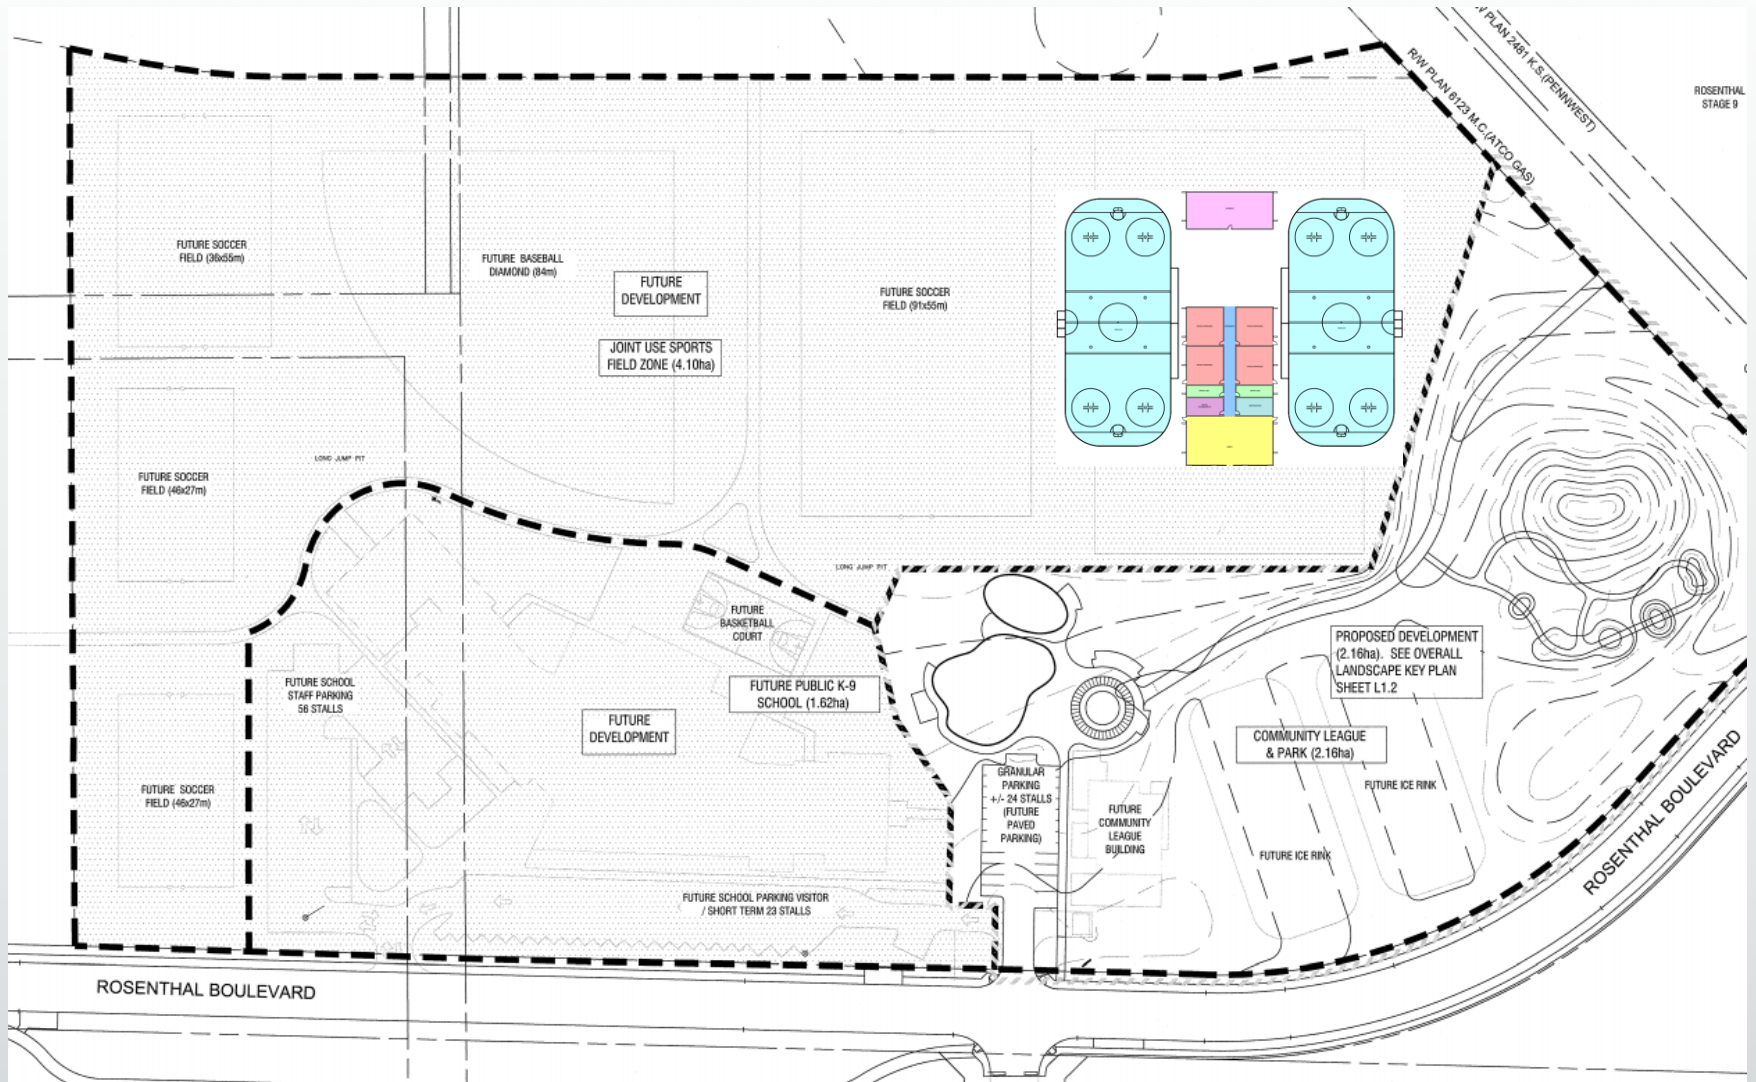 R/W PLAN 2481 K.S.(PENNWEST)
R/W PLAN 6123 M.C.(ATCO GAS)
ROSENTHAL
STAGE 9
FUTURE SOCCER
FIELD (36x55m)
FUTURE BASEBALL
DIAMOND (84m)
FUTURE
DEVELOPMENT
JOINT USE SPORTS
FIELD ZONE (4.10ha)
FUTURE SOCCER
FIELD (91x55m)
LONG JUMP PIT
FUTURE SOCCER
FIELD (46x27m)
LONG JUMP PIT
FUTURE
BASKETBALL
COURT
PROPOSED DEVELOPMENT
(2.16ha). SEE OVERALL
LANDSCAPE KEY PLAN
SHEET L1.2
FUTURE SCHOOL
STAFF PARKING
56 STALLS
FUTURE PUBLIC K-9
SCHOOL (1.62ha)
FUTURE
DEVELOPMENT
COMMUNITY LEAGUE
& PARK (2.16ha)
GRANULAR
PARKING
+/- 24 STALLS
(FUTURE
PAVED
PARKING)
FUTURE
COMMUNITY
LEAGUE
BUILDING
FUTURE ICE RINK
FUTURE ICE RINK
FUTURE SOCCER
FIELD (46x27m)
FUTURE SCHOOL PARKING VISITOR
/ SHORT TERM 23 STALLS
ROSENTHAL BOULEVARD
ROSENTHAL BOULEVARD